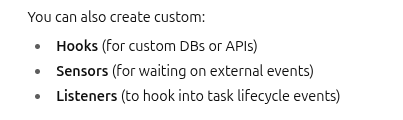 You can also create custom:
• Hooks (for custom DBs or APIs)
• Sensors (for waiting on external events)
• Listeners (to hook into task lifecycle events)